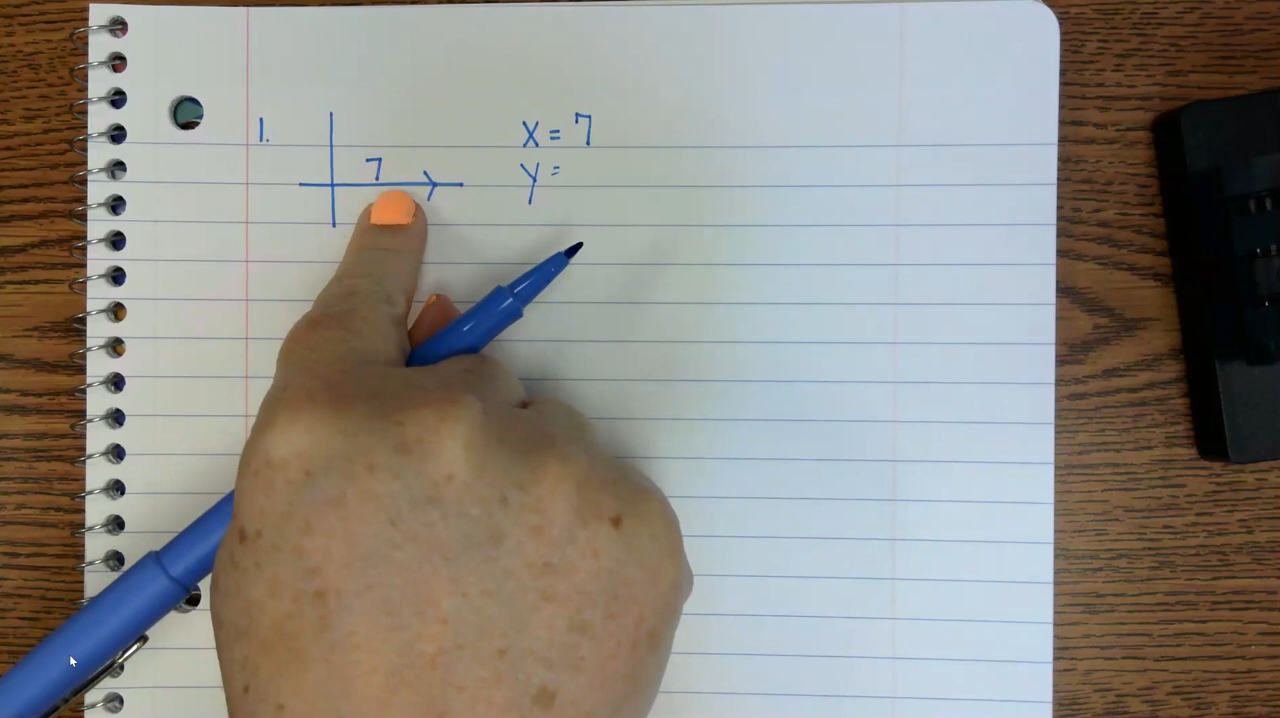 1.
7
X = 7
y =